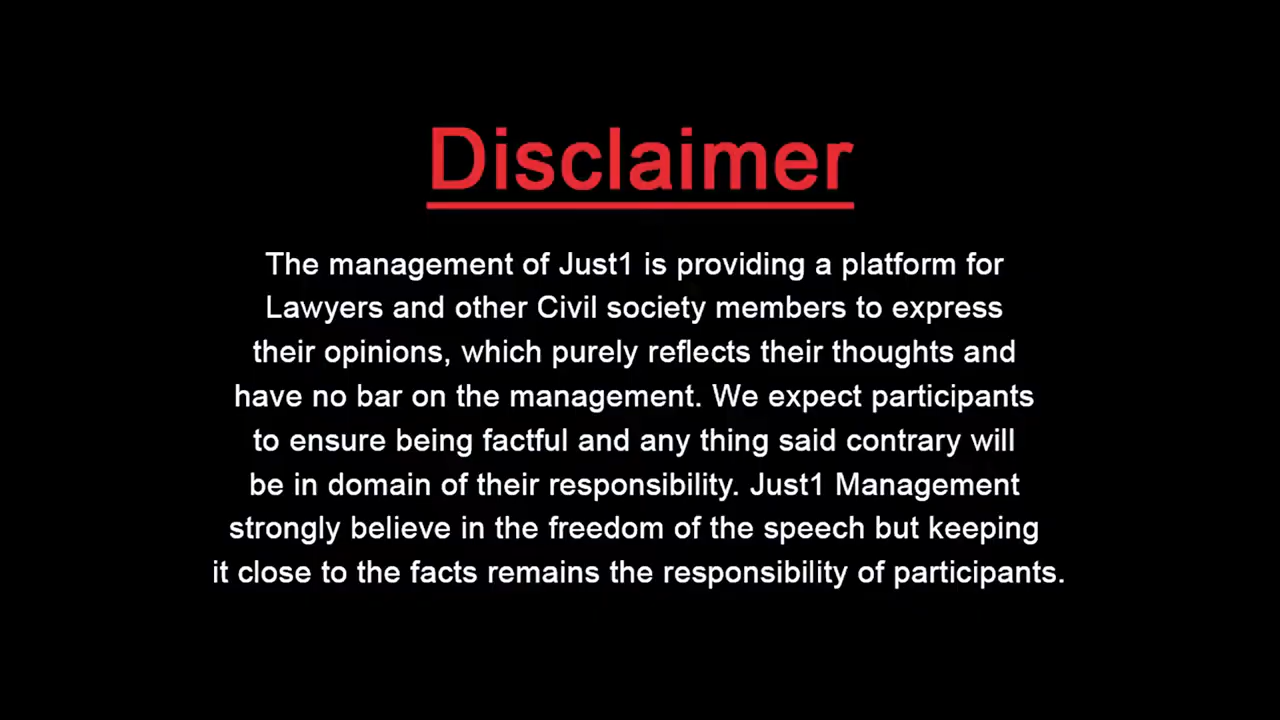 Disclaimer
The management of Just1 is providing a platform for
Lawyers and other Civil society members to express
their opinions, which purely reflects their thoughts and
have no bar on the management. We expect participants
to ensure being factful and any thing said contrary will
be in domain of their responsibility. Just1 Management
strongly believe in the freedom of the speech but keeping
it close to the facts remains the responsibility of participants.